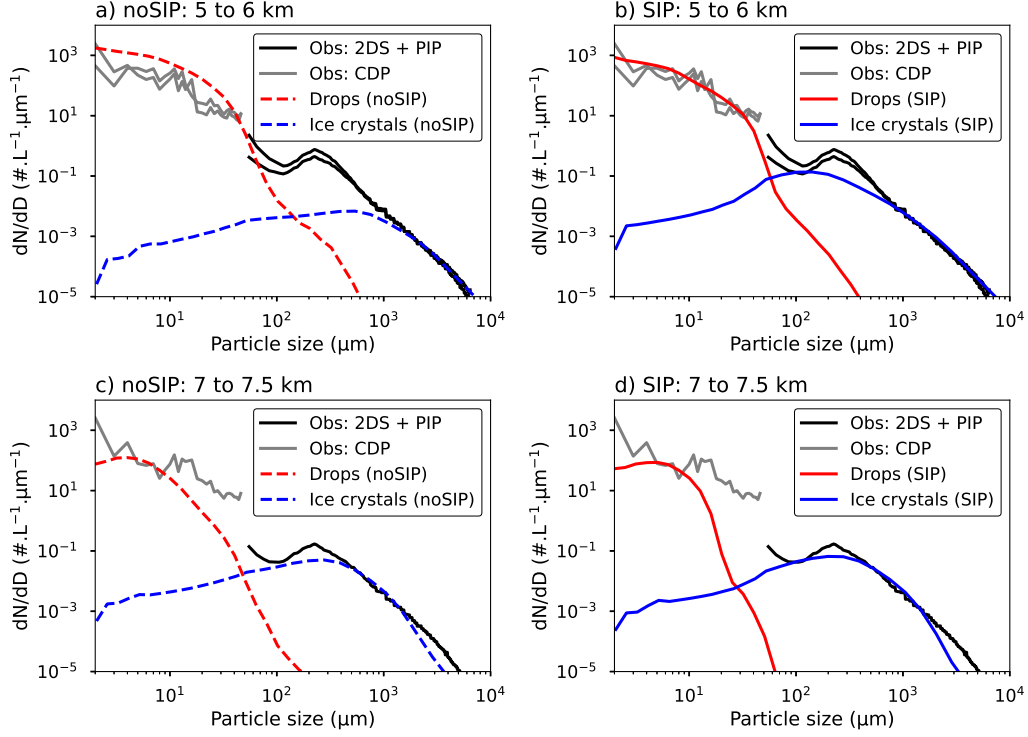 a) noSIP: 5 to 6 km
dN/dD (#.L⁻¹.μm⁻¹)
10³
10¹
10⁻¹
10⁻³
10⁻⁵
Obs: 2DS + PIP
Obs: CDP
Drops (noSIP)
Ice crystals (noSIP)
10¹ 10² 10³ 10⁴
Particle size (μm)
b) SIP: 5 to 6 km
dN/dD (#.L⁻¹.μm⁻¹)
10³
10¹
10⁻¹
10⁻³
10⁻⁵
Obs: 2DS + PIP
Obs: CDP
Drops (SIP)
Ice crystals (SIP)
10¹ 10² 10³ 10⁴
Particle size (μm)
c) noSIP: 7 to 7.5 km
dN/dD (#.L⁻¹.μm⁻¹)
10³
10¹
10⁻¹
10⁻³
10⁻⁵
Obs: 2DS + PIP
Obs: CDP
Drops (noSIP)
Ice crystals (noSIP)
10¹ 10² 10³ 10⁴
Particle size (μm)
d) SIP: 7 to 7.5 km
dN/dD (#.L⁻¹.μm⁻¹)
10³
10¹
10⁻¹
10⁻³
10⁻⁵
Obs: 2DS + PIP
Obs: CDP
Drops (SIP)
Ice crystals (SIP)
10¹ 10² 10³ 10⁴
Particle size (μm)